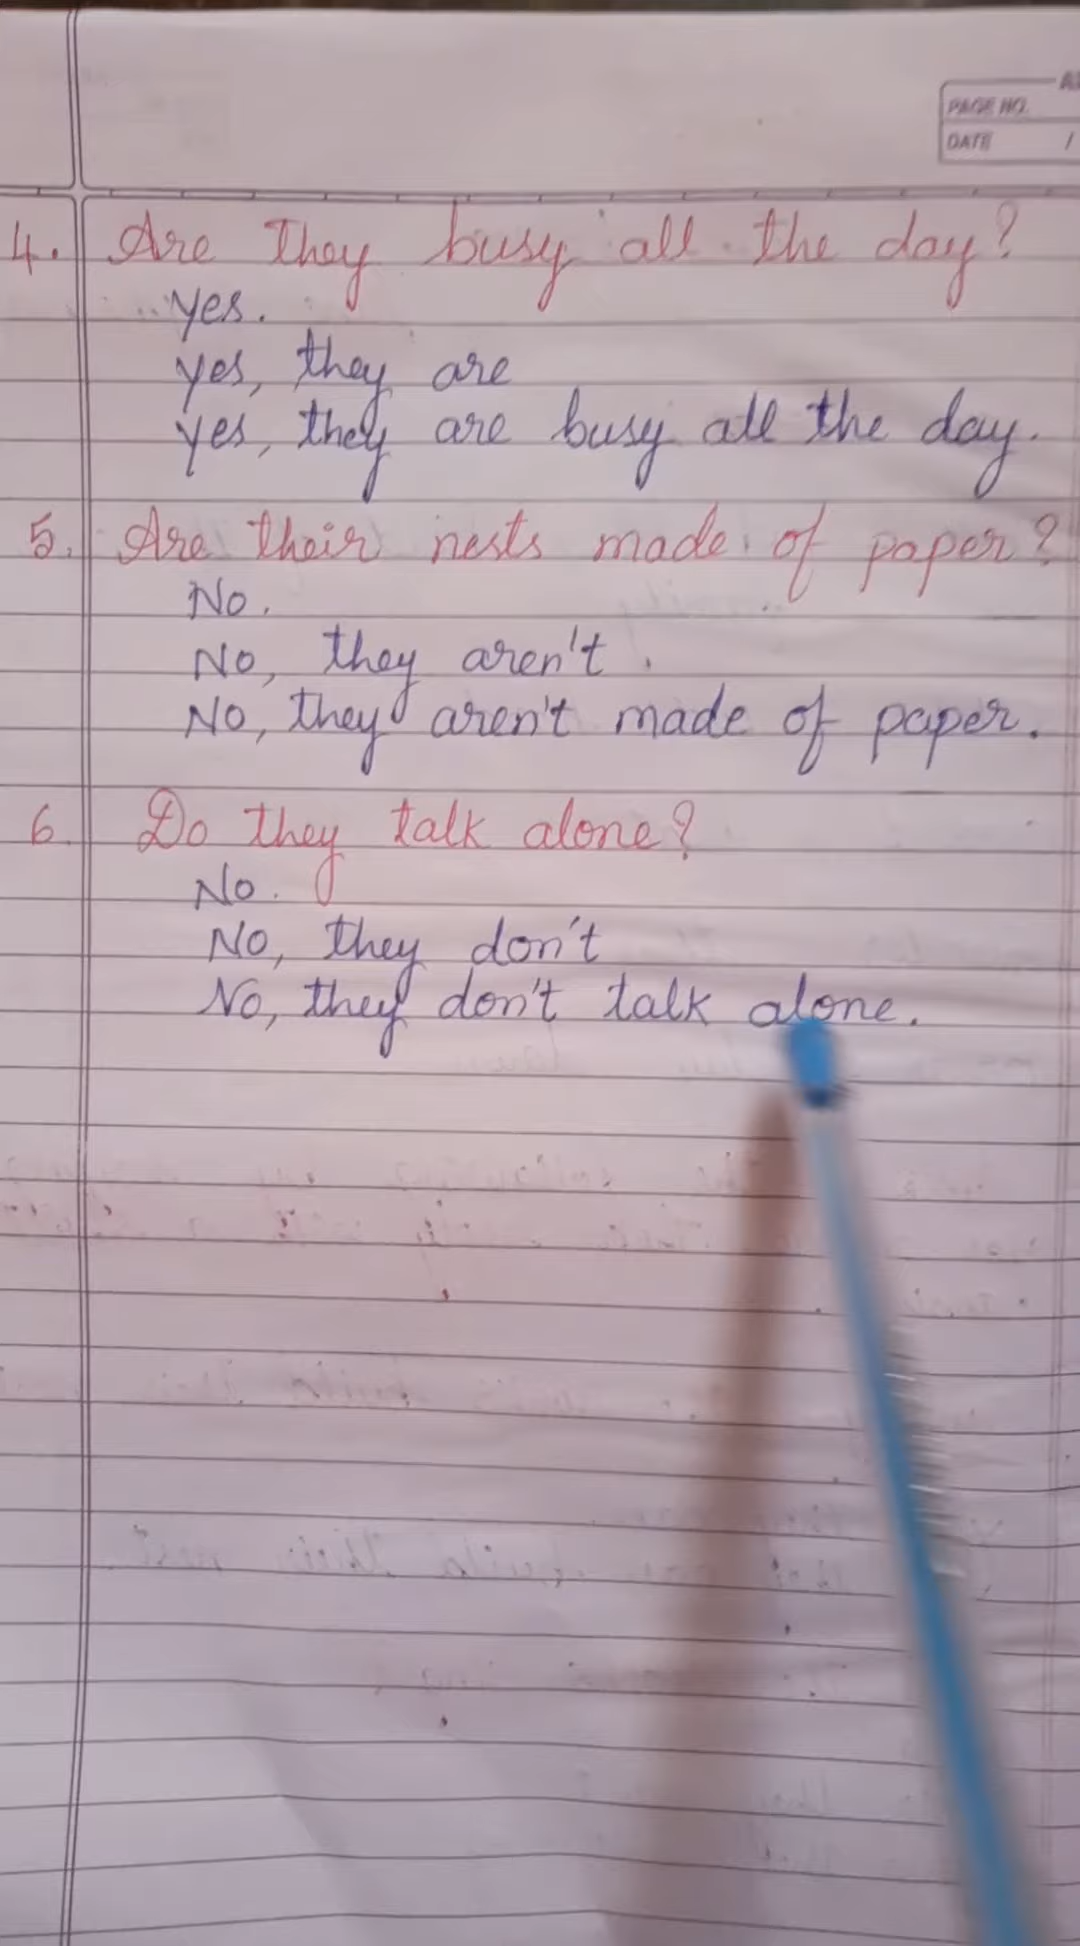 PAGE NO.
DATE /
4. Are they busy all the day?
yes.
yes, they are
yes, they are busy all the day.
5. Are their nests made of paper?
No.
No, they aren't.
No, they aren't made of paper.
6. Do they talk alone?
No.
No, they don't
No, they don't talk alone.